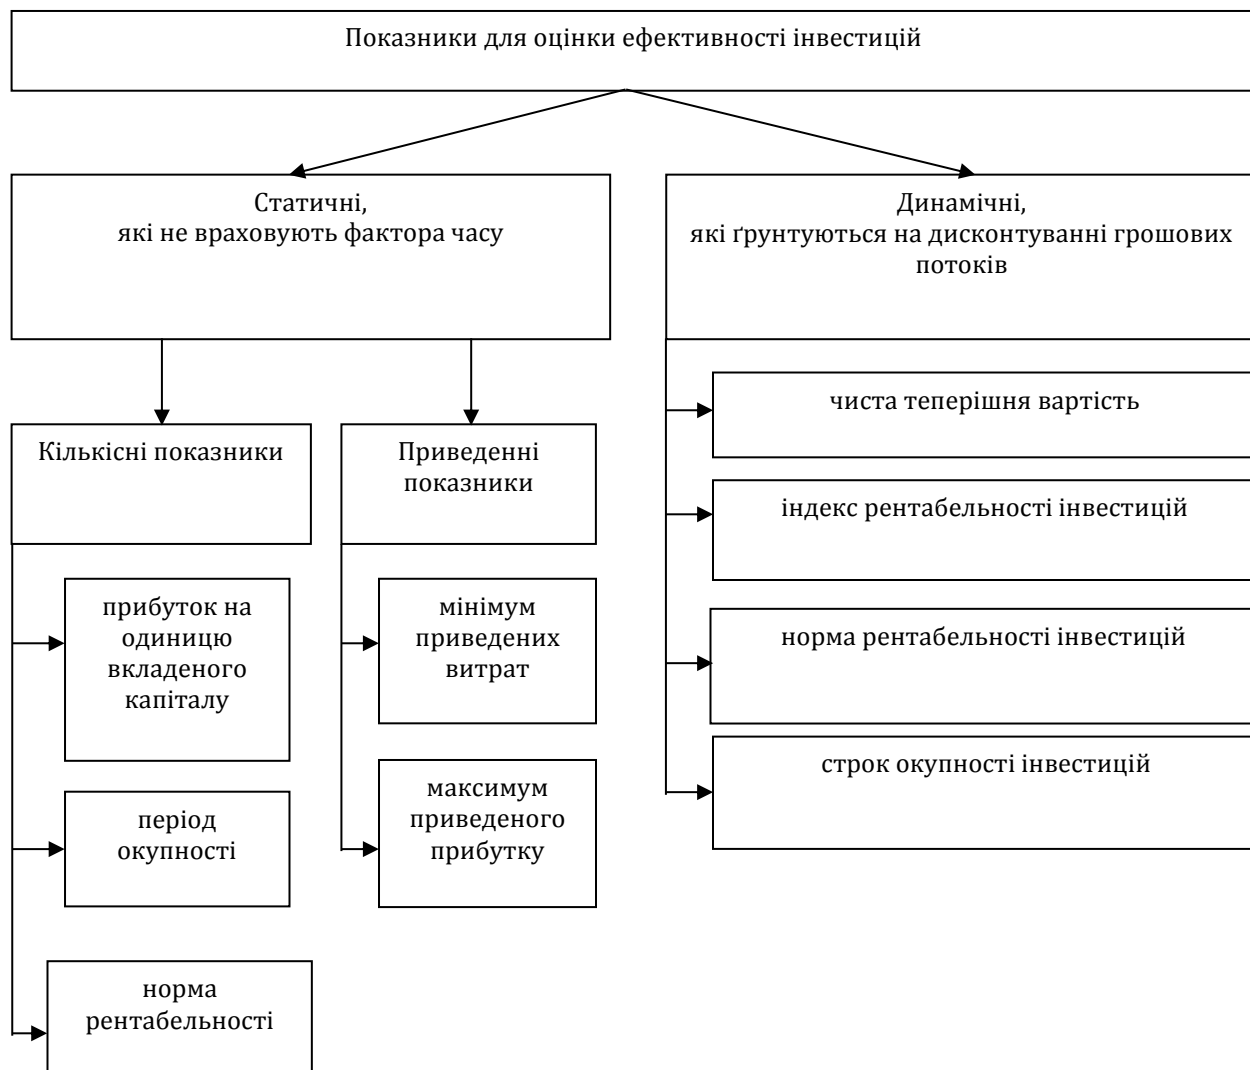 Показники для оцінки ефективності інвестицій
Статичні,
які не враховують фактора часу
Динамічні,
які ґрунтуються на дисконтуванні грошових
потоків
Кількісні показники
Приведенні
показники
прибуток на
одиницю
вкладеного
капіталу
період
окупності
норма
рентабельності
мінімум
приведених
витрат
максимум
приведеного
прибутку
чиста теперішня вартість
індекс рентабельності інвестицій
норма рентабельності інвестицій
строк окупності інвестицій